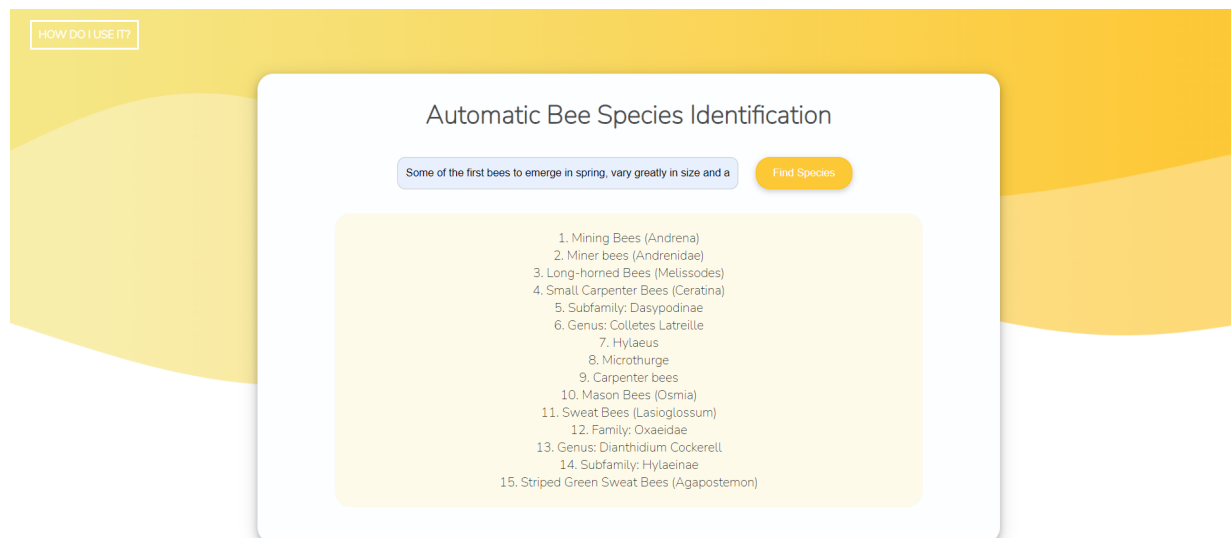 HOW DO I USE IT?
Automatic Bee Species Identification
Some of the first bees to emerge in spring, vary greatly in size and a
Find Species
1. Mining Bees (Andrena)
2. Miner bees (Andrenidae)
3. Long-horned Bees (Melissodes)
4. Small Carpenter Bees (Ceratina)
5. Subfamily: Dasypodinae
6. Genus: Colletes Latreille
7. Hylaeus
8. Microthurge
9. Carpenter bees
10. Mason Bees (Osmia)
11. Sweat Bees (Lasioglossum)
12. Family: Oxaeidae
13. Genus: Dianthidium Cockerell
14. Subfamily: Hylaeinae
15. Striped Green Sweat Bees (Agapostemon)